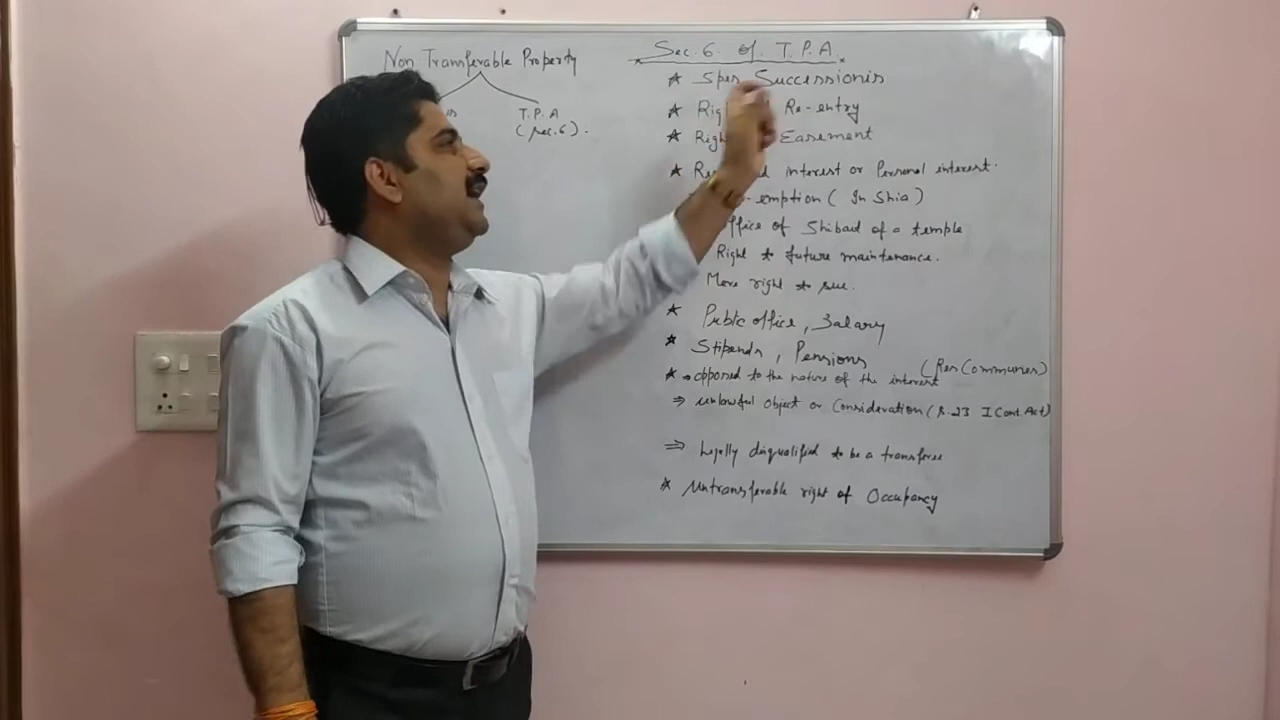 Non Transferable Property
T.P.A
(Sec.6).
Sec. 6. of T.P.A.
* Spes Successionis
* Re-entry
* Easement
* interest or Personal interest.
emption (In Shia)
office of Shibait of a temple
Right to future maintenance.
Mere right to sue.
* Public office, Salary
* Stipends, Pensions
(Res Communes)
* opposed to the nature of the interest
⇒ unlawful object or Consideration (s.23 I Cont. Act)
⇒ Legally disqualified to be a transferee
* Untransferable right of Occupancy